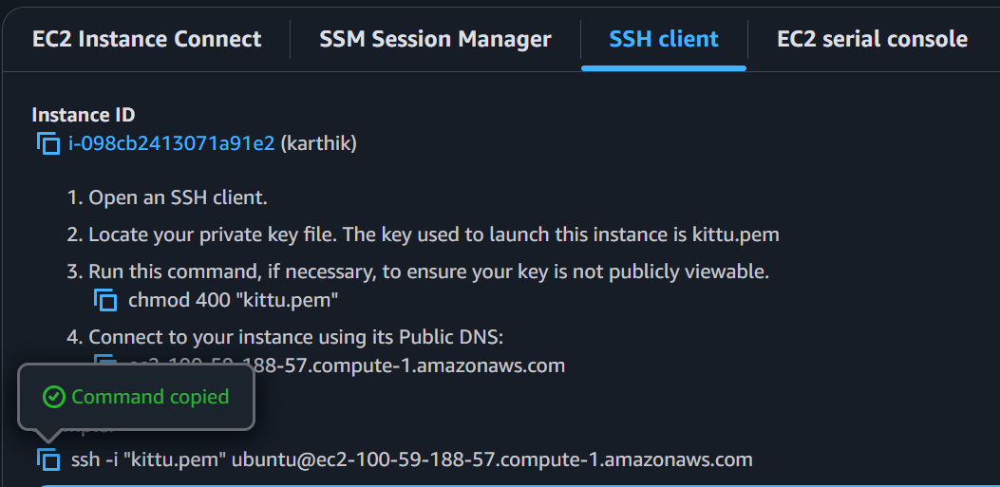 EC2 Instance Connect
SSM Session Manager
SSH client
EC2 serial console
Instance ID
i-098cb2413071a91e2 (karthik)
1. Open an SSH client.
2. Locate your private key file. The key used to launch this instance is kittu.pem
3. Run this command, if necessary, to ensure your key is not publicly viewable.
chmod 400 "kittu.pem"
4. Connect to your instance using its Public DNS:
ec2-100-59-188-57.compute-1.amazonaws.com
Command copied
ssh -i "kittu.pem" ubuntu@ec2-100-59-188-57.compute-1.amazonaws.com